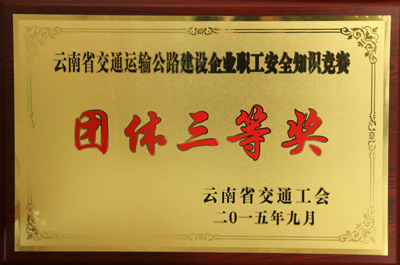 云南省交通运输公路建设企业职工安全知识竞赛
团体三等奖
云南省交通工会
二〇一五年九月